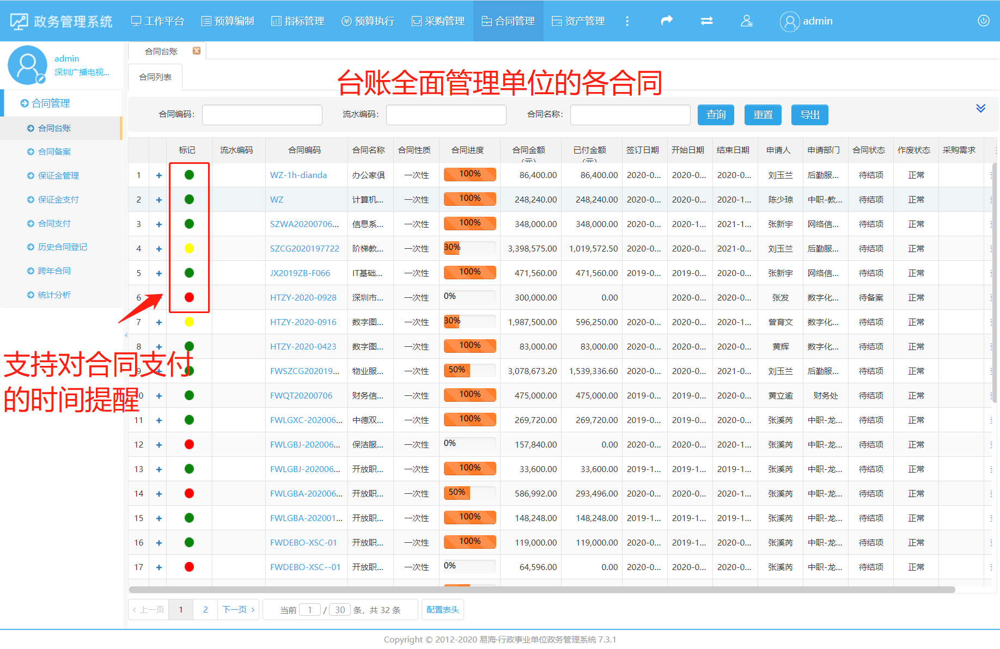 政务管理系统 工作平台 预算编制 指标管理 预算执行 采购管理 合同管理 资产管理 admin
admin
深圳广播电视...
合同管理
合同台账
合同备案
保证金管理
保证金支付
合同支付
历史合同登记
跨年合同
统计分析
合同台账
合同列表
台账全面管理单位的各合同
合同编码: 流水编码: 合同名称: 查询 重置 导出
标记 流水编码 合同编码 合同名称 合同性质 合同进度 合同金额(元) 已付金额(元) 签订日期 开始日期 结束日期 申请人 申请部门 合同状态 作废状态 采购需求
1 WZ-1h-dianda 办公家俱 一次性 100% 86,400.00 86,400.00 2020-0... 2020-0... 2020-0... 刘玉兰 后勤服... 待结项 正常
2 WZ 计算机... 一次性 100% 248,240.00 248,240.00 2020-0... 2020-0... 2020-1... 陈少琼 中职-教... 待结项 正常
3 SZWA20200706... 信息系... 一次性 100% 348,000.00 348,000.00 2020-0... 2020-1... 2021-1... 张新宇 网络信... 待结项 正常
4 SZCG2020197722 阶梯教... 一次性 30% 3,398,575.00 1,019,572.50 2020-0... 2020-0... 2021-0... 刘玉兰 后勤服... 待结项 正常
5 JX2019ZB-F066 IT基础... 一次性 100% 471,560.00 471,560.00 2019-0... 2019-0... 2020-0... 张新宇 网络信... 待结项 正常
6 HTZY-2020-0928 深圳市... 一次性 0% 300,000.00 0.00 2020-0... 2020-0... 张发 数字化... 待备案 正常
7 HTZY-2020-0916 数字图... 一次性 30% 1,987,500.00 596,250.00 2020-0... 2020-0... 2020-1... 曾育文 数字化... 待结项 正常
8 HTZY-2020-0423 数字图... 一次性 100% 83,000.00 83,000.00 2020-0... 2020-0... 2020-0... 黄辉 数字化... 待结项 正常
9 FWSZCG202019... 物业服... 一次性 50% 3,078,673.20 1,539,336.60 2020-0... 2020-0... 2021-0... 刘玉兰 后勤服... 待结项 正常
10 FWQT20200706 财务信... 一次性 100% 475,000.00 475,000.00 2019-0... 2019-0... 2020-0... 黄立逾 财务处 待结项 正常
11 FWLGXC-202006... 中德双... 一次性 100% 269,720.00 269,720.00 2019-0... 2019-0... 2020-0... 张溪芮 中职-龙... 待结项 正常
12 FWLGBJ-202006... 保洁服... 一次性 0% 157,840.00 0.00 2020-0... 2020-0... 2020-1... 张溪芮 中职-龙... 待结项 正常
13 FWLGBJ-202006... 开放职... 一次性 100% 33,600.00 33,600.00 2019-1... 2019-1... 2019-1... 张溪芮 中职-龙... 待结项 正常
14 FWLGBA-202006... 开放职... 一次性 50% 586,992.00 293,496.00 2020-0... 2020-0... 2020-1... 张溪芮 中职-龙... 待结项 正常
15 FWLGBA-202001... 开放职... 一次性 100% 148,248.00 148,248.00 2019-1... 2019-1... 2019-1... 张溪芮 中职-龙... 待结项 正常
16 FWDEBO-XSC-01 开放职... 一次性 100% 119,000.00 119,000.00 2020-0... 2019-1... 2020-0... 张溪芮 中职-龙... 待结项 正常
17 FWDEBO-XSC--01 开放职... 一次性 0% 64,596.00 0.00 2020-0... 2020-0... 2020-0... 张溪芮 中职-龙... 待结项 正常
支持对合同支付
的时间提醒
上一页 1 2 下一页 当前 1 / 30 条，共 32 条 配置表头
Copyright © 2012-2020 易海·行政事业单位政务管理系统 7.3.1